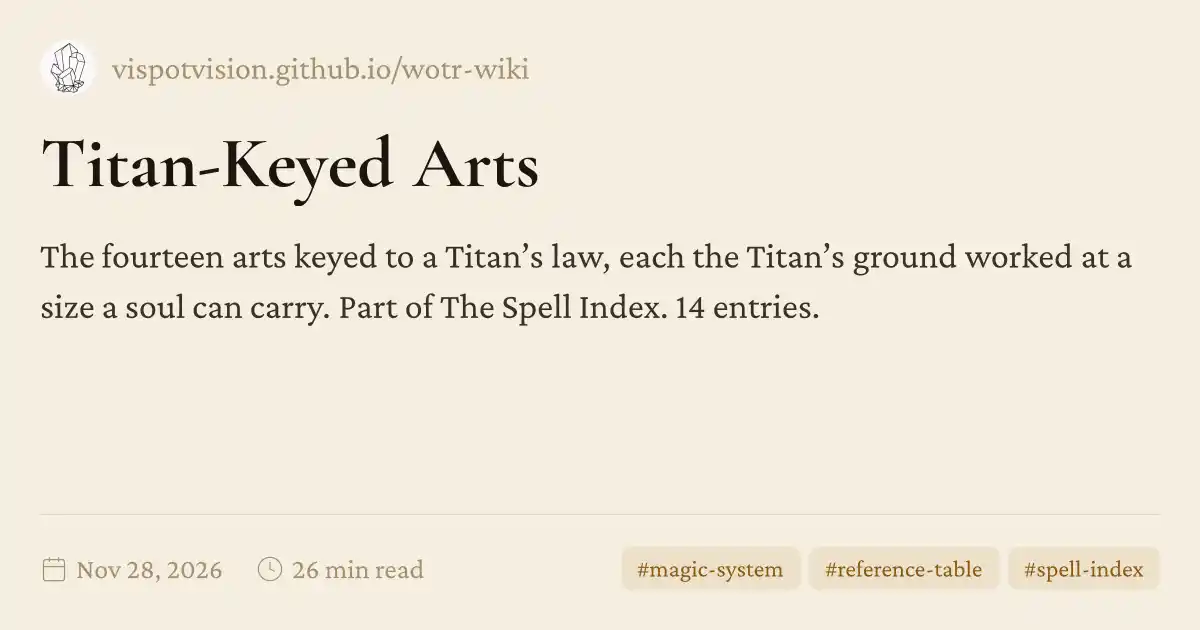 vispotvision.github.io/wotr-wiki
Titan-Keyed Arts
The fourteen arts keyed to a Titan’s law, each the Titan’s ground worked at a
size a soul can carry. Part of The Spell Index. 14 entries.
Nov 28, 2026
26 min read
#magic-system
#reference-table
#spell-index